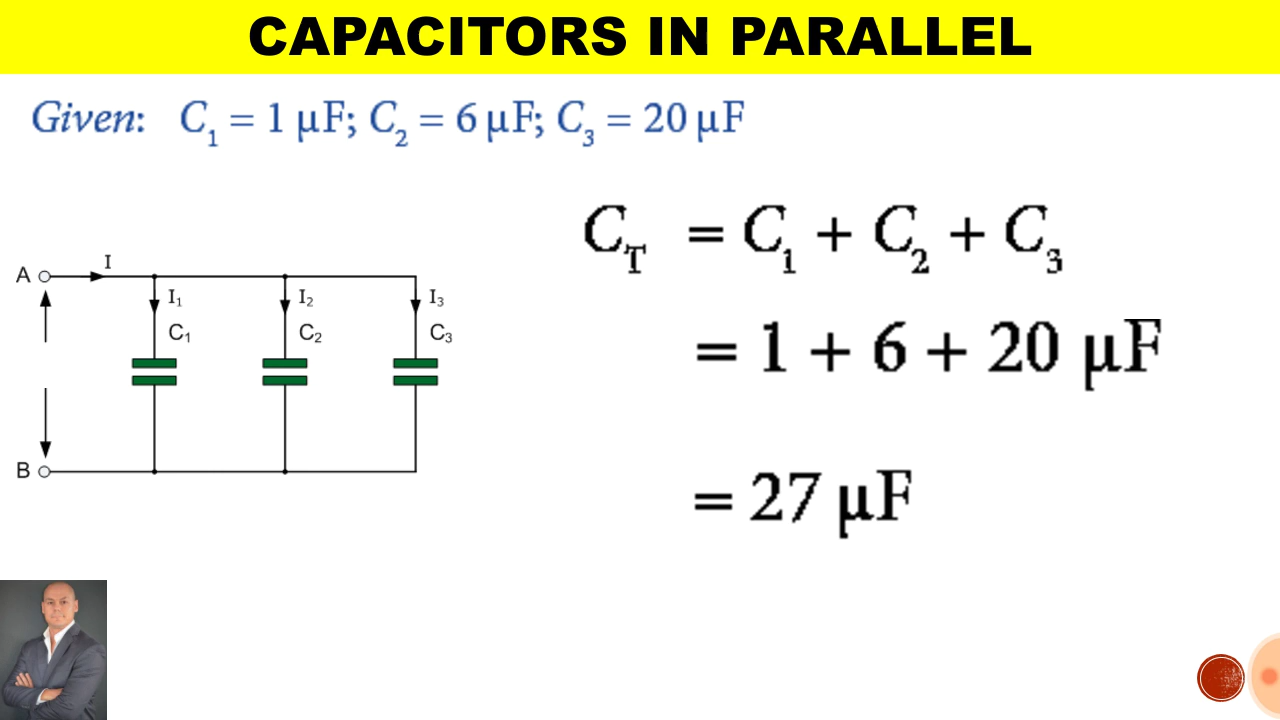 CAPACITORS IN PARALLEL
Given: C₁ = 1 µF; C₂ = 6 µF; C₃ = 20 µF
C_T = C₁ + C₂ + C₃
= 1 + 6 + 20 µF
= 27 µF
A I
I₁ I₂ I₃
C₁ C₂ C₃
B